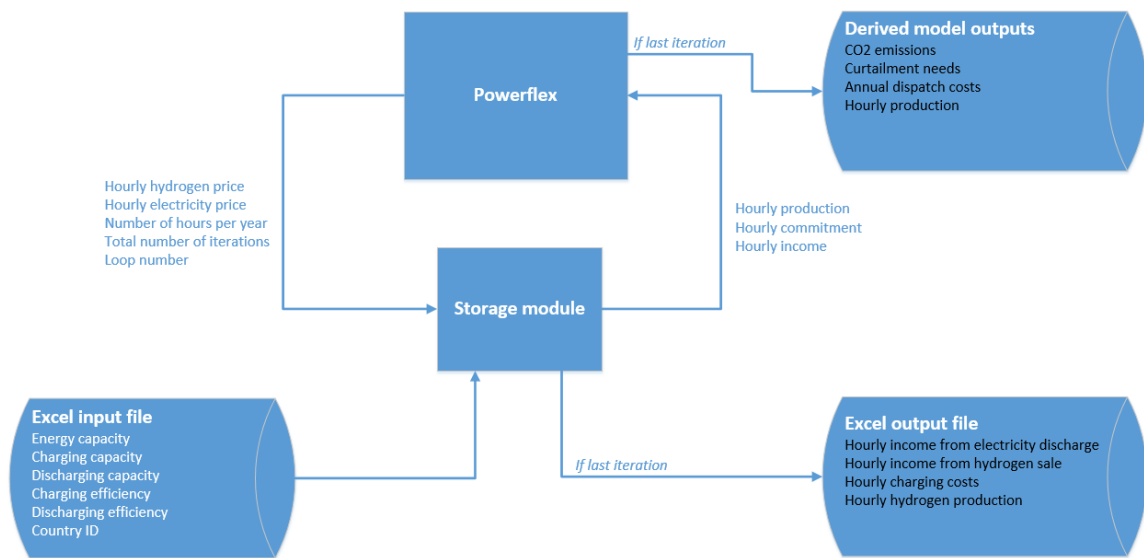 If last iteration
Derived model outputs
CO2 emissions
Curtailment needs
Annual dispatch costs
Hourly production
Powerflex
Hourly hydrogen price
Hourly electricity price
Number of hours per year
Total number of iterations
Loop number
Hourly production
Hourly commitment
Hourly income
Storage module
Excel input file
Energy capacity
Charging capacity
Discharging capacity
Charging efficiency
Discharging efficiency
Country ID
If last iteration
Excel output file
Hourly income from electricity discharge
Hourly income from hydrogen sale
Hourly charging costs
Hourly hydrogen production